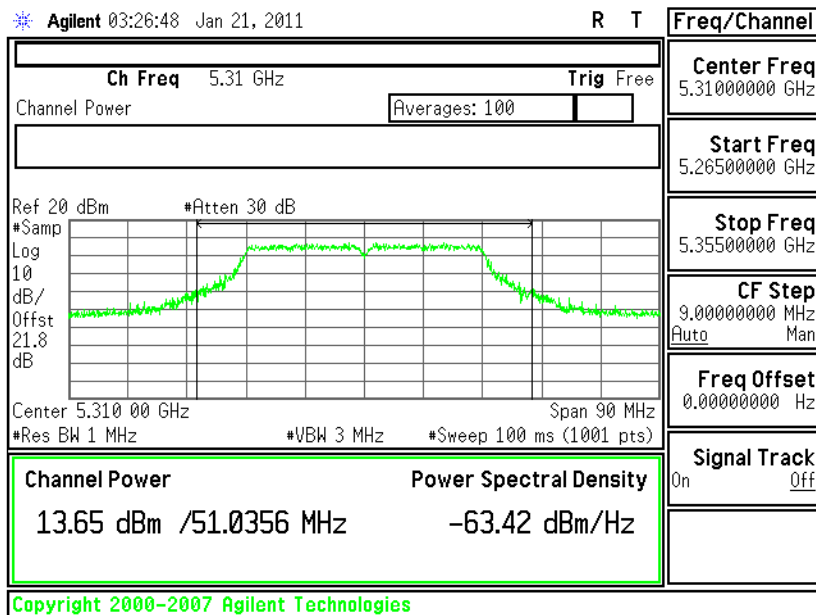 Agilent 03:26:48 Jan 21, 2011 R T
Freq/Channel
Ch Freq 5.31 GHz Trig Free
Channel Power Averages: 100
Ref 20 dBm #Atten 30 dB
#Samp
Log
10
dB/
Offst
21.8
dB
Center 5.310 00 GHz Span 90 MHz
#Res BW 1 MHz #VBW 3 MHz #Sweep 100 ms (1001 pts)
Channel Power Power Spectral Density
13.65 dBm /51.0356 MHz -63.42 dBm/Hz
Center Freq
5.31000000 GHz
Start Freq
5.26500000 GHz
Stop Freq
5.35500000 GHz
CF Step
9.00000000 MHz
Auto Man
Freq Offset
0.00000000 Hz
Signal Track
On Off
Copyright 2000-2007 Agilent Technologies